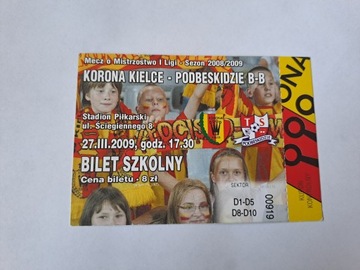 Mecz o Mistrzostwo I Ligi - Sezon 2008/2009
KORONA KIELCE - PODBESKIDZIE B-B
Stadion Piłkarski
ul. Ściegiennego 8
27.III.2009, godz. 17.30
BILET SZKOLNY
Cena biletu - 8 zł
SEKTOR
D1-D5
D8-D10
00919